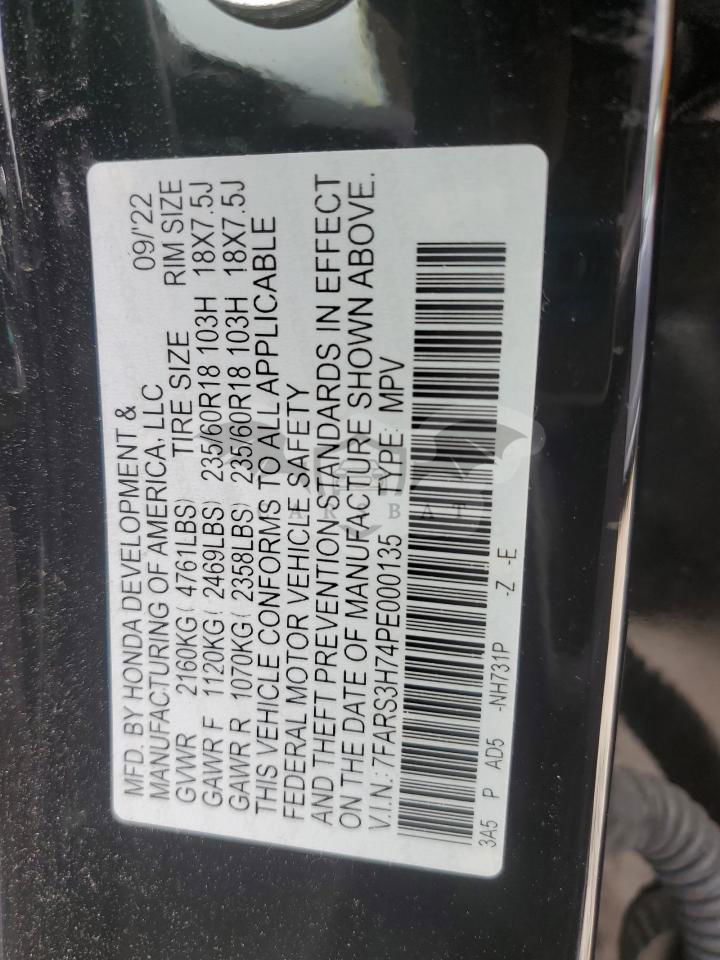 MFD. BY HONDA DEVELOPMENT & 09/'22
MANUFACTURING OF AMERICA, LLC
GVWR 2160KG( 4761LBS) TIRE SIZE RIM SIZE
GAWR F 1120KG( 2469LBS) 235/60R18 103H 18X7.5J
GAWR R 1070KG( 2358LBS) 235/60R18 103H 18X7.5J
THIS VEHICLE CONFORMS TO ALL APPLICABLE
FEDERAL MOTOR VEHICLE SAFETY
AND THEFT PREVENTION STANDARDS IN EFFECT
ON THE DATE OF MANUFACTURE SHOWN ABOVE.
V.I.N.: 7FARS3H74PE000135 TYPE: MPV
3A5 P AD5 -NH731P -Z -E